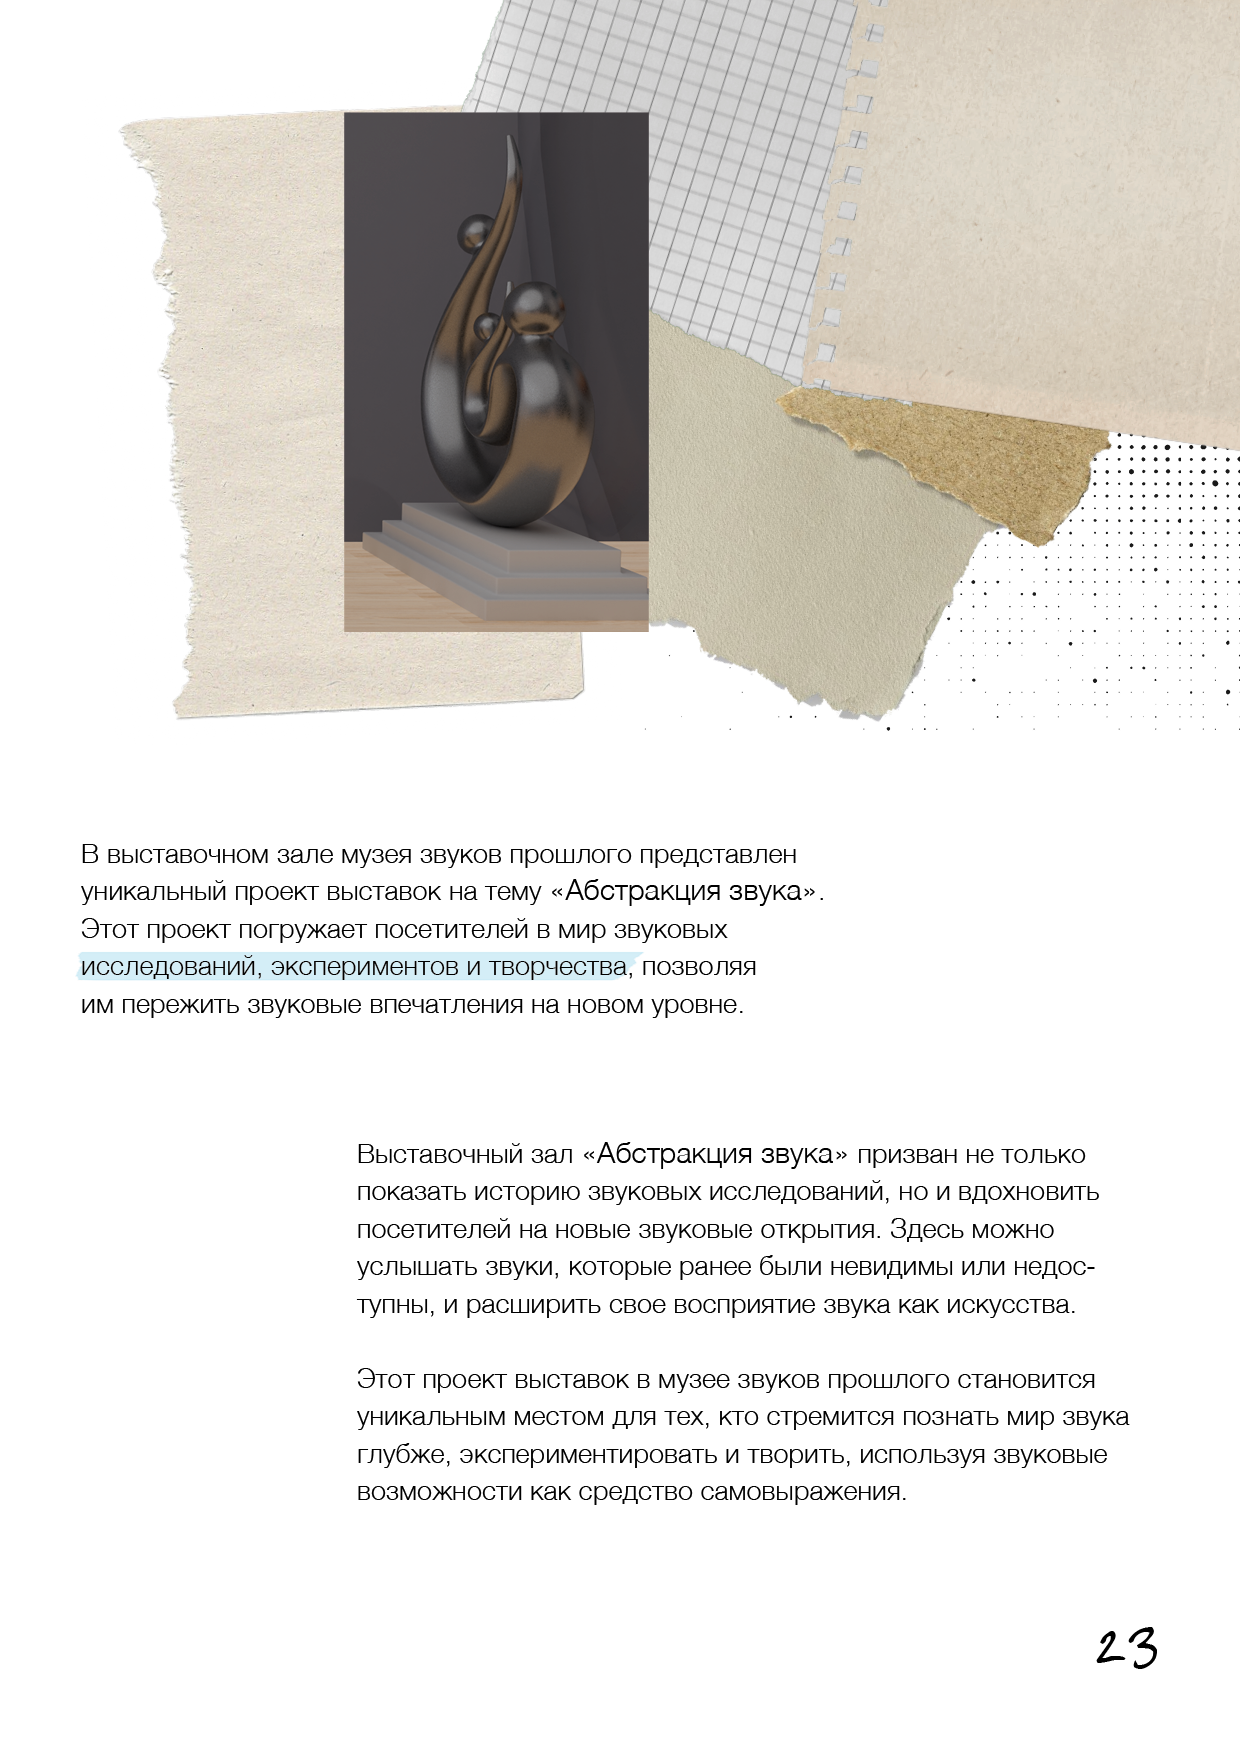 В выставочном зале музея звуков прошлого представлен
уникальный проект выставок на тему «Абстракция звука».
Этот проект погружает посетителей в мир звуковых
исследований, экспериментов и творчества, позволяя
им пережить звуковые впечатления на новом уровне.
Выставочный зал «Абстракция звука» призван не только
показать историю звуковых исследований, но и вдохновить
посетителей на новые звуковые открытия. Здесь можно
услышать звуки, которые ранее были невидимы или недос-
тупны, и расширить свое восприятие звука как искусства.
Этот проект выставок в музее звуков прошлого становится
уникальным местом для тех, кто стремится познать мир звука
глубже, экспериментировать и творить, используя звуковые
возможности как средство самовыражения.
23